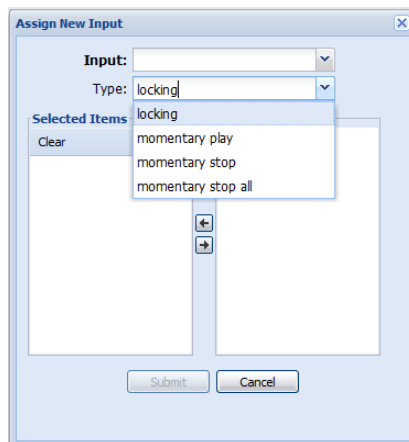 Assign New Input
Input:
Type: locking
locking
Selected Items
momentary play
Clear
momentary stop
momentary stop all
Submit Cancel